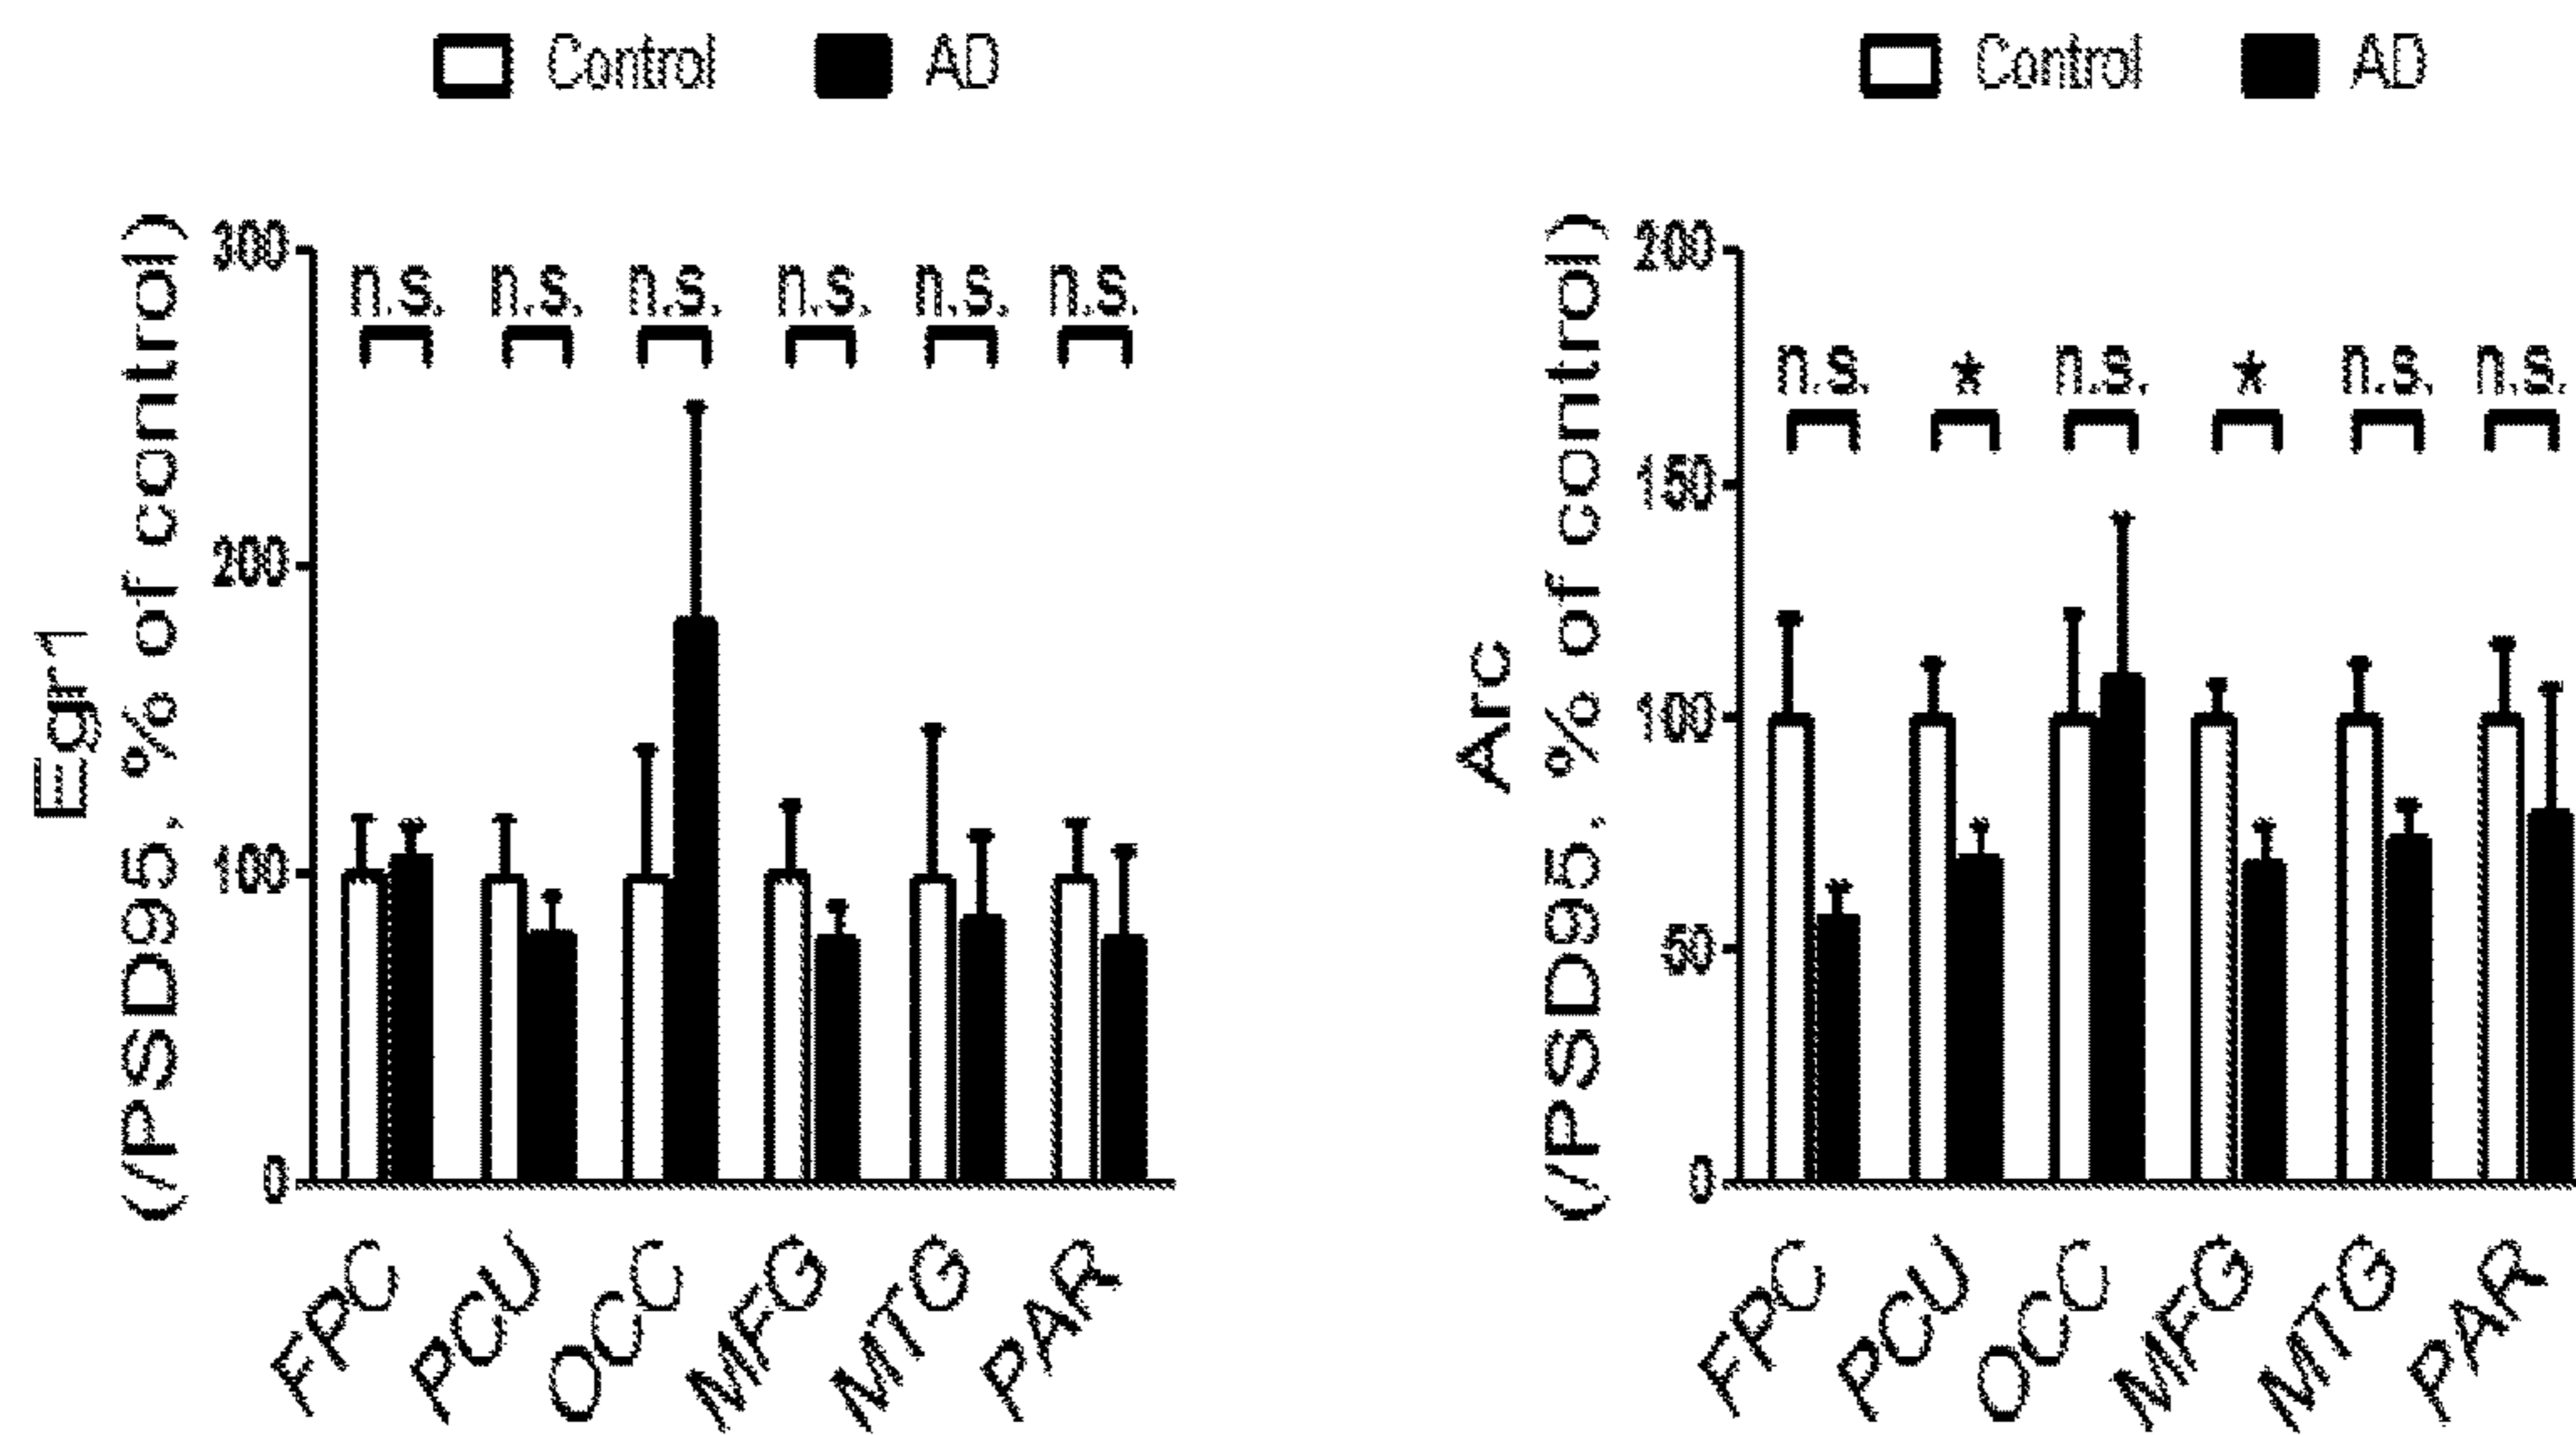 Control AD
Egr1
(/PSD95, % of control)
300
200
100
0
n.s. n.s. n.s. n.s. n.s. n.s.
FPC PCU OCC MFG MTG PAR
Control AD
Arc
(/PSD95, % of control)
200
150
100
50
0
n.s. * n.s. * n.s. n.s.
FPC PCU OCC MFG MTG PAR